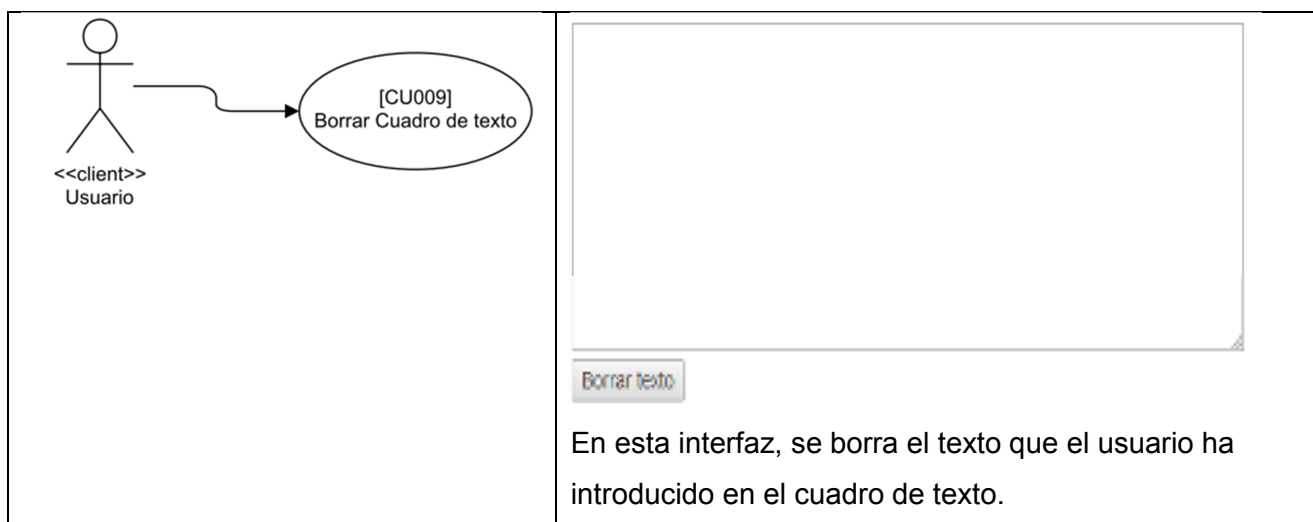 [CU009]
Borrar Cuadro de texto
<<client>>
Usuario
Borrar texto
En esta interfaz, se borra el texto que el usuario ha
introducido en el cuadro de texto.